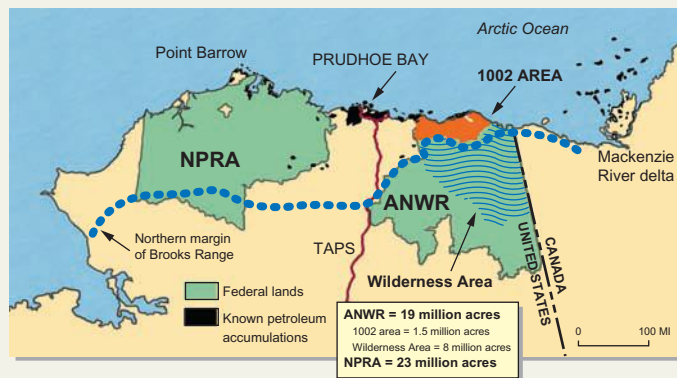 Arctic Ocean
Point Barrow
PRUDHOE BAY
1002 AREA
NPRA
Mackenzie
River delta
ANWR
Northern margin
of Brooks Range
TAPS
Wilderness Area
CANADA
UNITED STATES
Federal lands
Known petroleum
accumulations
ANWR = 19 million acres
1002 area = 1.5 million acres
Wilderness Area = 8 million acres
NPRA = 23 million acres
0 100 MI